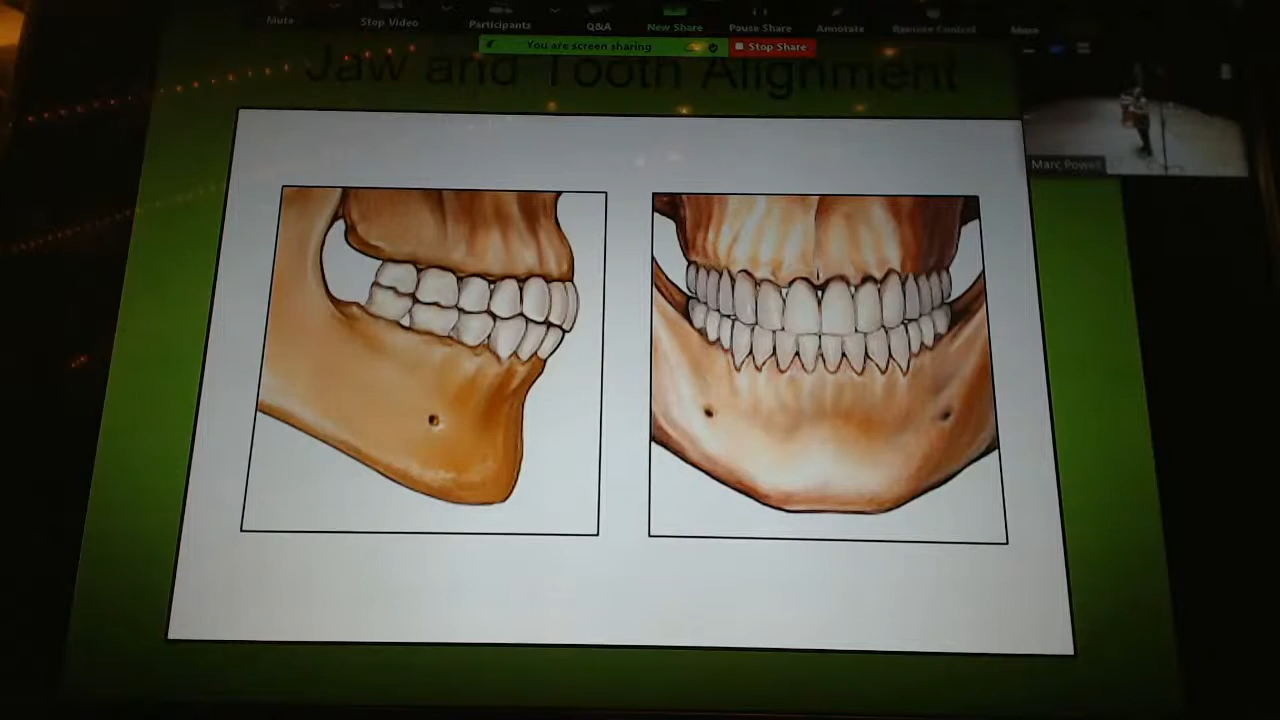 Mute Stop Video Participants Q&A New Share Pause Share Annotate Remote Control More
You are screen sharing Stop Share
Jaw and Tooth Alignment
Marc Powell